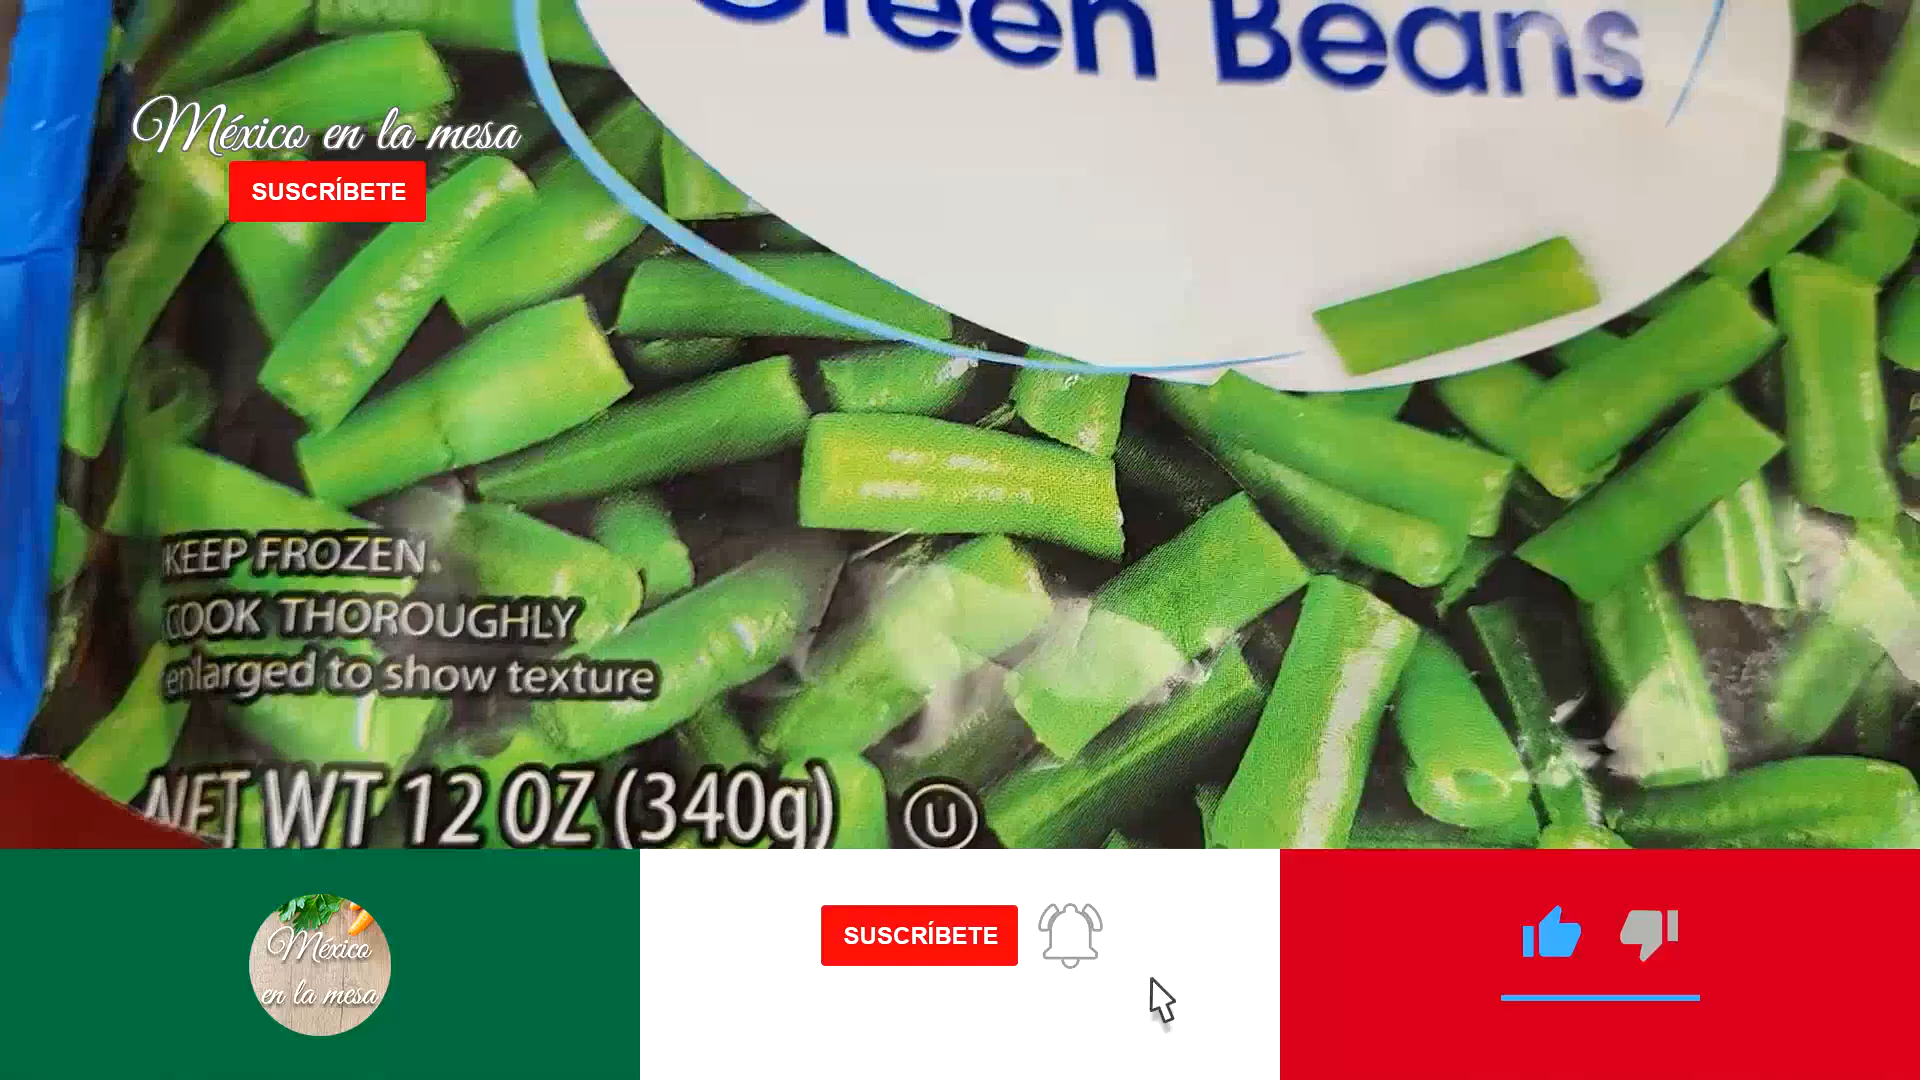 Green Beans
México en la mesa
SUSCRÍBETE
KEEP FROZEN.
COOK THOROUGHLY
enlarged to show texture
NET WT 12 OZ (340g)
U
México
en la mesa
SUSCRÍBETE